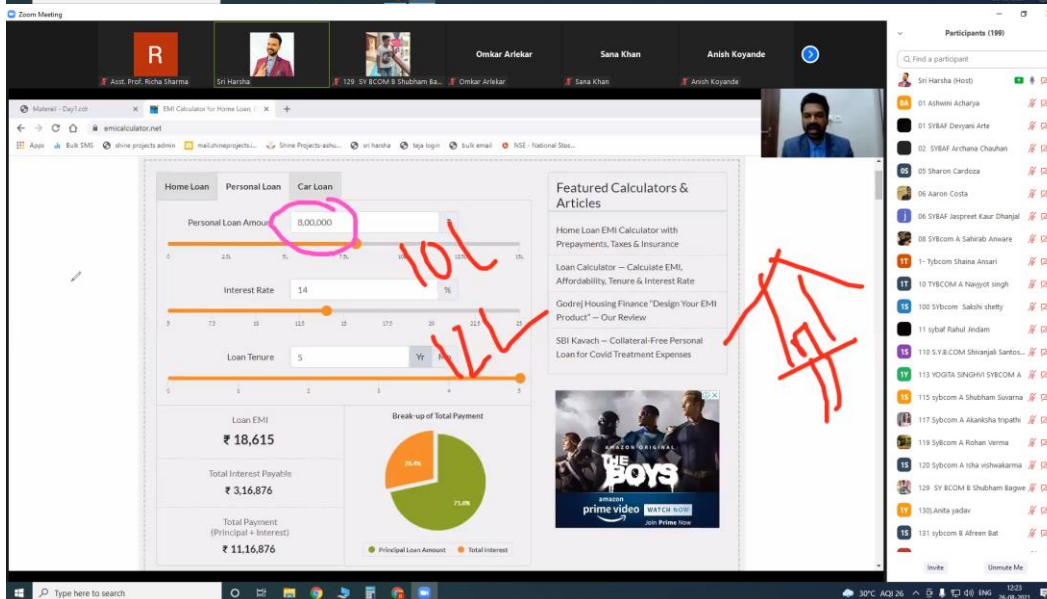 Zoom Meeting
R
Omkar Arlekar
Sana Khan
Anish Koyande
Asst. Prof. Richa Sharma
Sri Harsha
129 SY BCOM B Shubham Ba...
Omkar Arlekar
Sana Khan
Anish Koyande
Material - Day1.cdr
EMI Calculator for Home Loan, C
emicalculator.net
Apps
Bulk SMS
shine projects admin
mail.shineprojects.i...
Shine Projects-ashu...
sri harsha
teja login
bulk email
NSE - National Stoc...
Home Loan
Personal Loan
Car Loan
Personal Loan Amount
8,00,000
10L
0
2.5L
5L
7.5L
15L
Interest Rate
14
%
5
7.5
10
12.5
15
17.5
20
22.5
25
12L
Loan Tenure
5
Yr
0
1
2
3
4
5
Loan EMI
₹ 18,615
Total Interest Payable
₹ 3,16,876
Total Payment
(Principal + Interest)
₹ 11,16,876
Break-up of Total Payment
28.4%
71.6%
Principal Loan Amount
Total Interest
Featured Calculators &
Articles
Home Loan EMI Calculator with
Prepayments, Taxes & Insurance
Loan Calculator — Calculate EMI,
Affordability, Tenure & Interest Rate
Godrej Housing Finance "Design Your EMI
Product" — Our Review
SBI Kavach — Collateral-Free Personal
Loan for Covid Treatment Expenses
AMAZON ORIGINAL
THE
BOYS
amazon
prime video
WATCH NOW
Join Prime Now
Participants (199)
Find a participant
Sri Harsha (Host)
0A 01 Ashwini Acharya
01 SYBAF Devyani Arte
02 SYBAF Archana Chauhan
0S 05 Sharon Cardoza
06 Aaron Costa
j 06 SYBAF Jaspreet Kaur Dhanjal
08 SYBcom A Sahirab Anware
1T 1- Tybcom Shaina Ansari
1T 10 TYBCOM A Navjyot singh
1S 100 SYbcom Sakshi shetty
11 sybaf Rahul Jindam
1S 110 S.Y.B.COM Shivanjali Santos...
1Y 113 YOGITA SINGHVI SYBCOM A
1S 115 sybcom A Shubham Suvarna
117 Sybcom A Akanksha tripathi
119 SyBcom A Rohan Verma
1S 120 Sybcom A Isha vishwakarma
129 SY BCOM B Shubham Bagwe
1Y 130).Anita yadav
1S 131 sybcom B Afreen Bat
Invite
Unmute Me
Type here to search
30°C AQI 26
ENG
12:23
26-08-2021